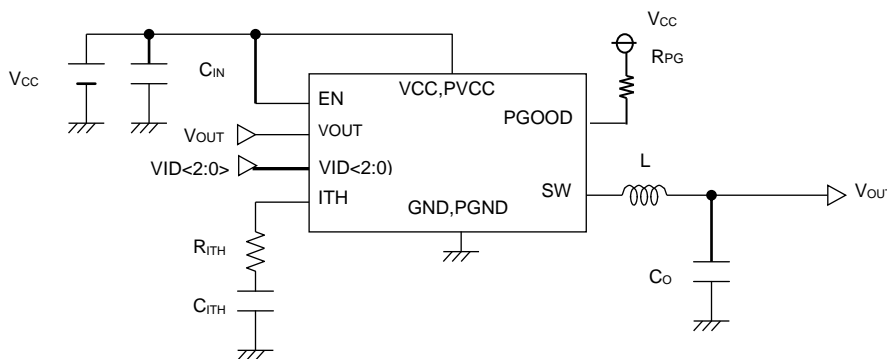 VCC
RPG
VCC
CIN
EN
VCC,PVCC
PGOOD
VOUT
VOUT
VID<2:0>
VID<2:0)
L
ITH
GND,PGND
SW
VOUT
RITH
CITH
CO